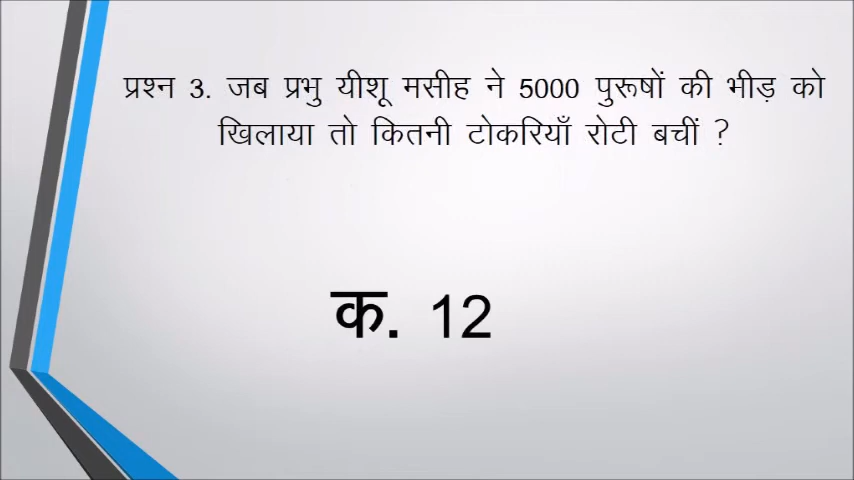 प्रश्न 3. जब प्रभु यीशू मसीह ने 5000 पुरूषों की भीड़ को
खिलाया तो कितनी टोकरियाँ रोटी बचीं ?
क. 12